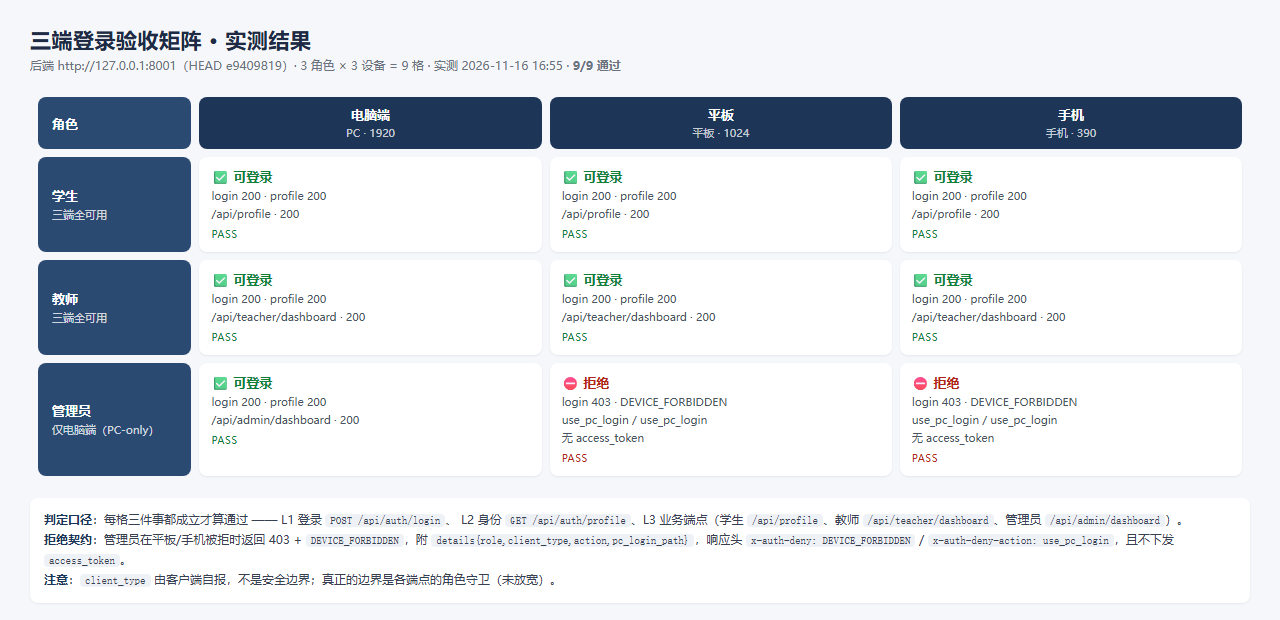 三端登录验收矩阵 · 实测结果
后端 http://127.0.0.1:8001（HEAD e9409819）· 3 角色 × 3 设备 = 9 格 · 实测 2026-11-16 16:55 · 9/9 通过
角色
电脑端
PC · 1920
平板
平板 · 1024
手机
手机 · 390
学生
三端全可用
✅ 可登录
login 200 · profile 200
/api/profile · 200
PASS
✅ 可登录
login 200 · profile 200
/api/profile · 200
PASS
✅ 可登录
login 200 · profile 200
/api/profile · 200
PASS
教师
三端全可用
✅ 可登录
login 200 · profile 200
/api/teacher/dashboard · 200
PASS
✅ 可登录
login 200 · profile 200
/api/teacher/dashboard · 200
PASS
✅ 可登录
login 200 · profile 200
/api/teacher/dashboard · 200
PASS
管理员
仅电脑端（PC-only）
✅ 可登录
login 200 · profile 200
/api/admin/dashboard · 200
PASS
⛔ 拒绝
login 403 · DEVICE_FORBIDDEN
use_pc_login / use_pc_login
无 access_token
PASS
⛔ 拒绝
login 403 · DEVICE_FORBIDDEN
use_pc_login / use_pc_login
无 access_token
PASS
判定口径：每格三件事都成立才算通过 —— L1 登录 POST /api/auth/login 、 L2 身份 GET /api/auth/profile 、L3 业务端点（学生 /api/profile 、教师 /api/teacher/dashboard 、管理员 /api/admin/dashboard ）。
拒绝契约：管理员在平板/手机被拒时返回 403 + DEVICE_FORBIDDEN ，附 details{role,client_type,action,pc_login_path} ，响应头 x-auth-deny: DEVICE_FORBIDDEN / x-auth-deny-action: use_pc_login ，且不下发
access_token 。
注意： client_type 由客户端自报，不是安全边界；真正的边界是各端点的角色守卫（未放宽）。